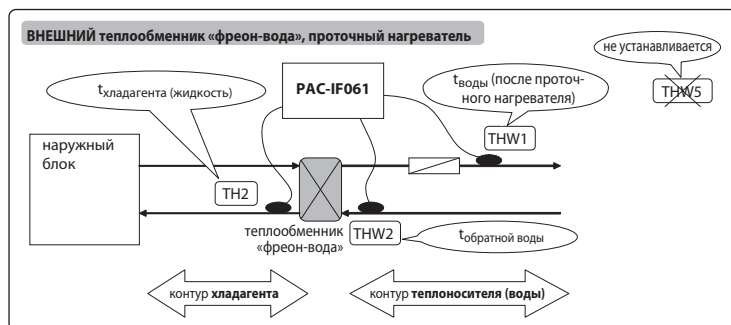 ВНЕШНИЙ теплообменник «фреон-вода», проточный нагреватель
не устанавливается
THW5
tхладагента (жидкость)
PAC-IF061
tводы (после проточ-
ного нагревателя)
THW1
наружный
блок
TH2
теплообменник
«фреон-вода»
THW2
tобратной воды
контур хладагента
контур теплоносителя (воды)